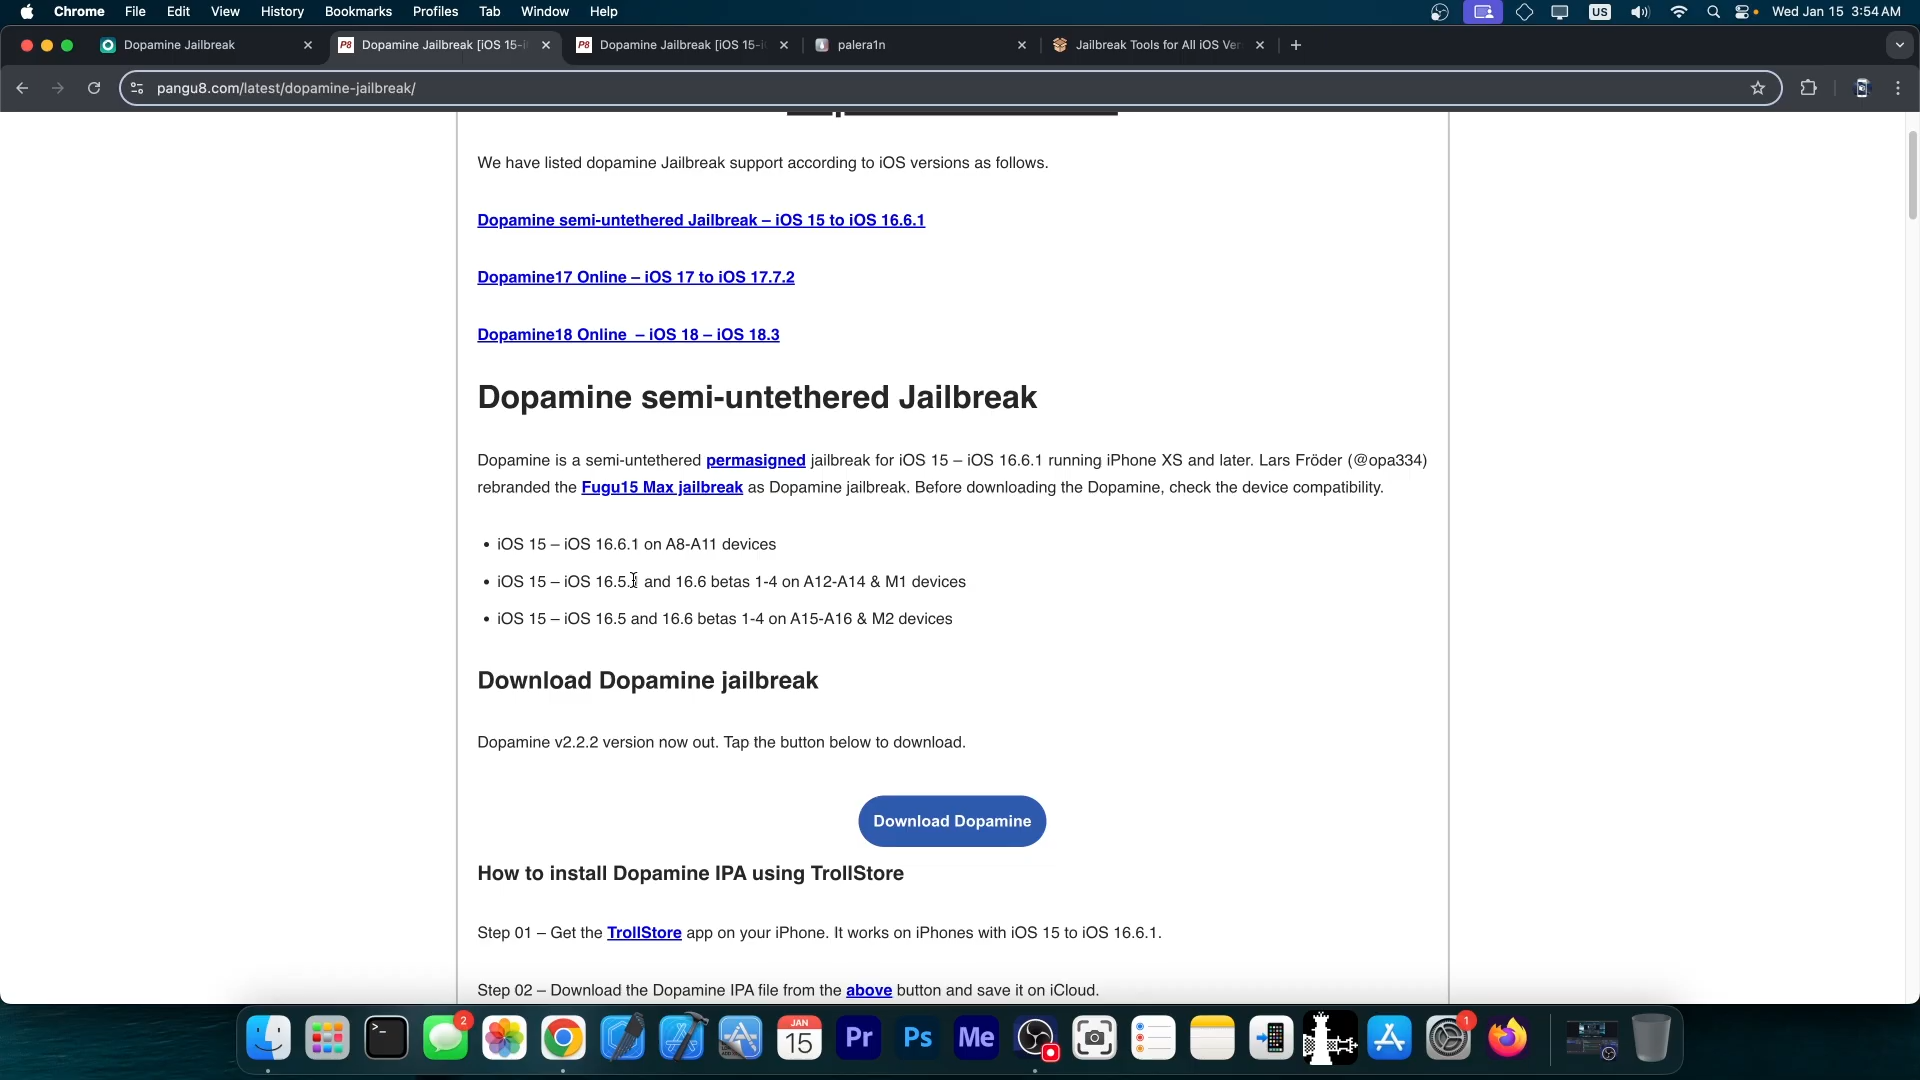 Chrome File Edit View History Bookmarks Profiles Tab Window Help US Wed Jan 15 3:54 AM
Dopamine Jailbreak Dopamine Jailbreak [iOS 15-i Dopamine Jailbreak [iOS 15-i palera1n Jailbreak Tools for All iOS Ver
pangu8.com/latest/dopamine-jailbreak/
We have listed dopamine Jailbreak support according to iOS versions as follows.
Dopamine semi-untethered Jailbreak – iOS 15 to iOS 16.6.1
Dopamine17 Online – iOS 17 to iOS 17.7.2
Dopamine18 Online – iOS 18 – iOS 18.3
Dopamine semi-untethered Jailbreak
Dopamine is a semi-untethered permasigned jailbreak for iOS 15 – iOS 16.6.1 running iPhone XS and later. Lars Fröder (@opa334)
rebranded the Fugu15 Max jailbreak as Dopamine jailbreak. Before downloading the Dopamine, check the device compatibility.
• iOS 15 – iOS 16.6.1 on A8-A11 devices
• iOS 15 – iOS 16.5.1 and 16.6 betas 1-4 on A12-A14 & M1 devices
• iOS 15 – iOS 16.5 and 16.6 betas 1-4 on A15-A16 & M2 devices
Download Dopamine jailbreak
Dopamine v2.2.2 version now out. Tap the button below to download.
Download Dopamine
How to install Dopamine IPA using TrollStore
Step 01 – Get the TrollStore app on your iPhone. It works on iPhones with iOS 15 to iOS 16.6.1.
Step 02 – Download the Dopamine IPA file from the above button and save it on iCloud.
2 JAN 15 Pr Ps Me 1